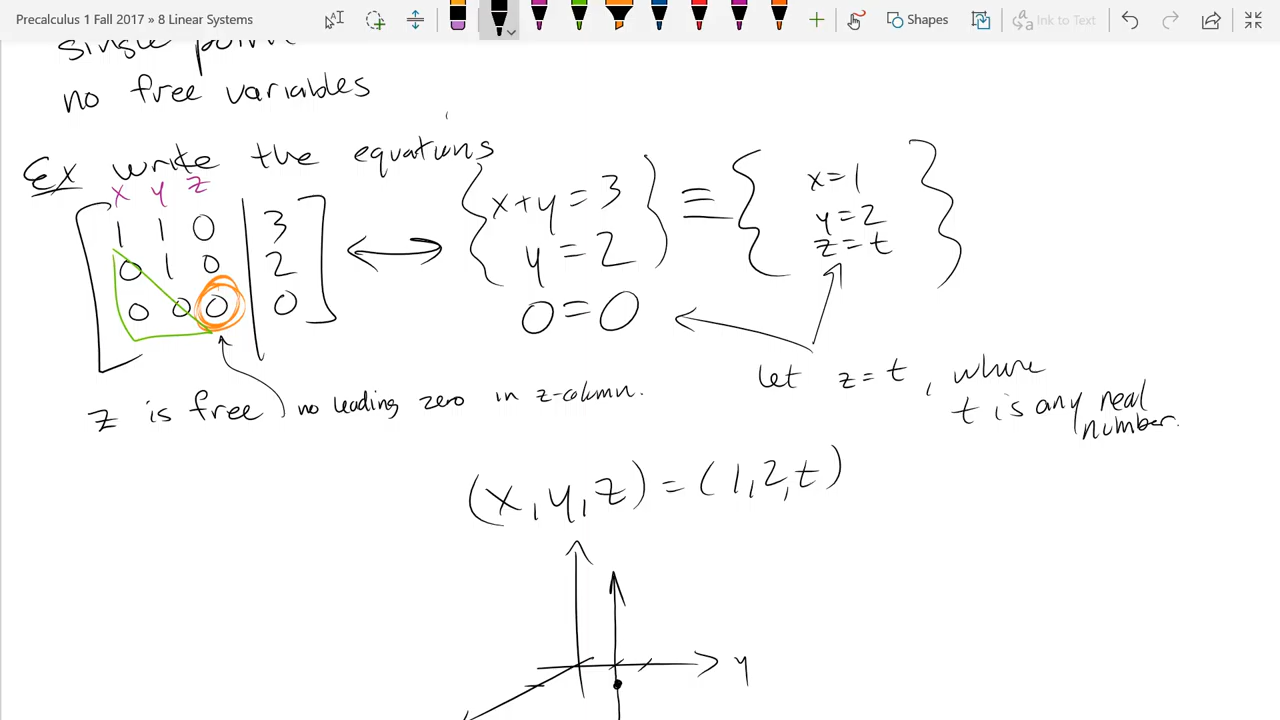 Precalculus 1 Fall 2017 » 8 Linear Systems
Shapes
Ink to Text
single point
no free variables
Ex write the equations
x y z
1 1 0 | 3
0 1 0 | 2
0 0 0 | 0
x+y=3
y=2
0=0
≡
x=1
y=2
z=t
let z=t, where
t is any real
number.
z is free
no leading zero in z-column.
(x,y,z)=(1,2,t)
y